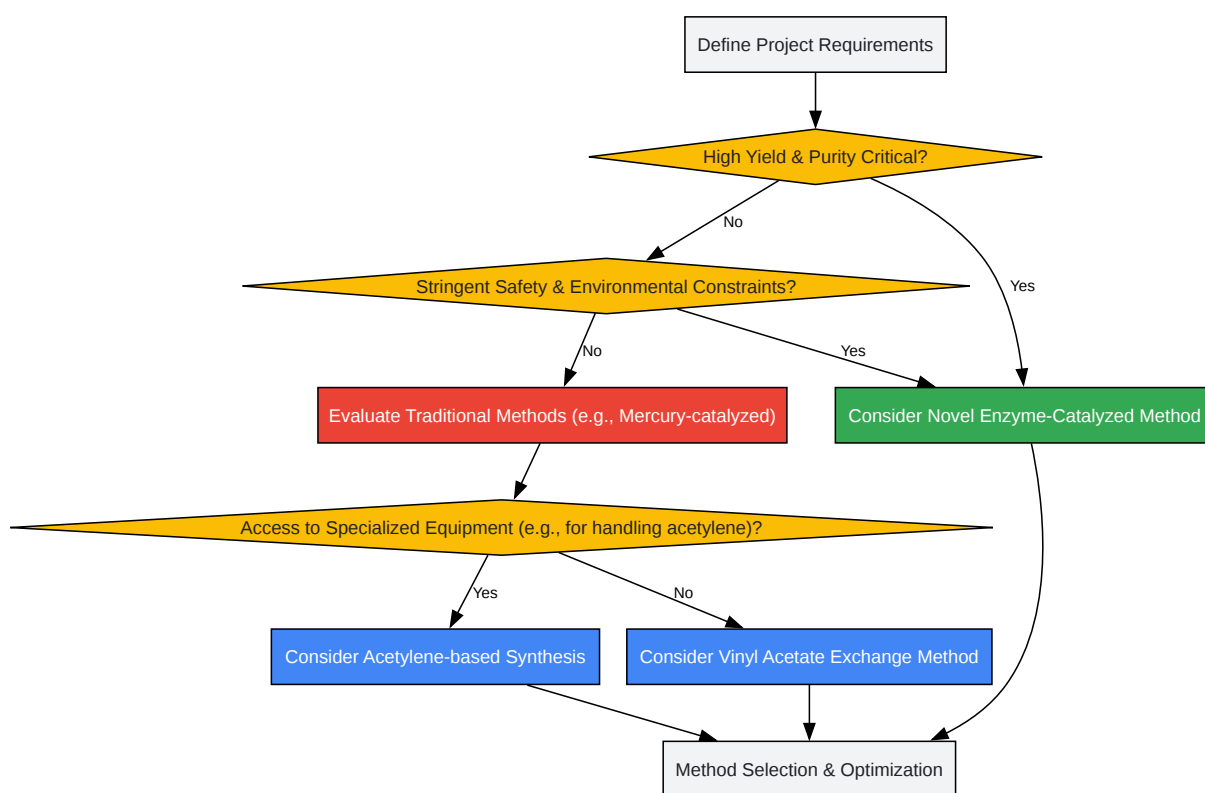 Define Project Requirements
High Yield & Purity Critical?
No
Stringent Safety & Environmental Constraints?
Yes
No
Yes
Evaluate Traditional Methods (e.g., Mercury-catalyzed)
Consider Novel Enzyme-Catalyzed Method
Access to Specialized Equipment (e.g., for handling acetylene)?
Yes
No
Consider Acetylene-based Synthesis
Consider Vinyl Acetate Exchange Method
Method Selection & Optimization